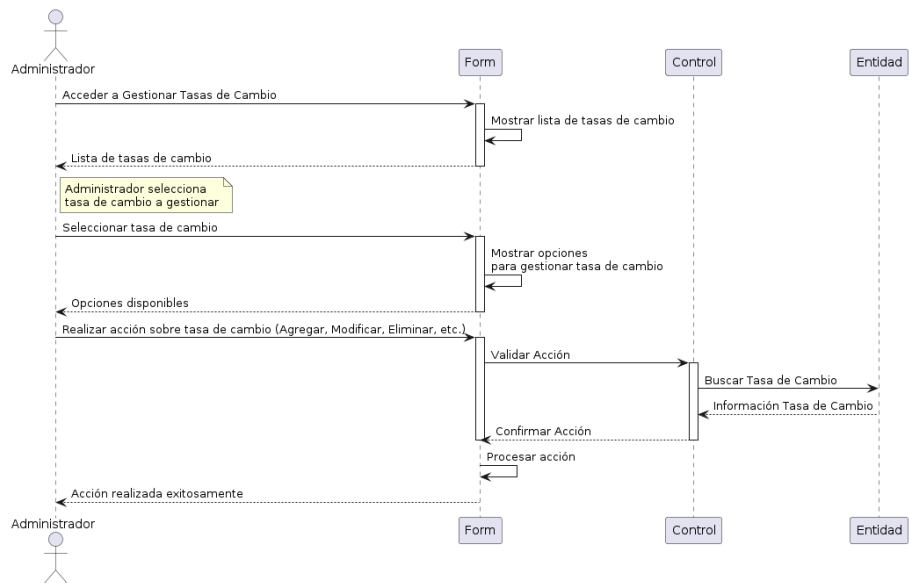 Administrador
Form
Control
Entidad
Acceder a Gestionar Tasas de Cambio
Mostrar lista de tasas de cambio
Lista de tasas de cambio
Administrador selecciona
tasa de cambio a gestionar
Seleccionar tasa de cambio
Mostrar opciones
para gestionar tasa de cambio
Opciones disponibles
Realizar acción sobre tasa de cambio (Agregar, Modificar, Eliminar, etc.)
Validar Acción
Buscar Tasa de Cambio
Información Tasa de Cambio
Confirmar Acción
Procesar acción
Acción realizada exitosamente
Administrador
Form
Control
Entidad